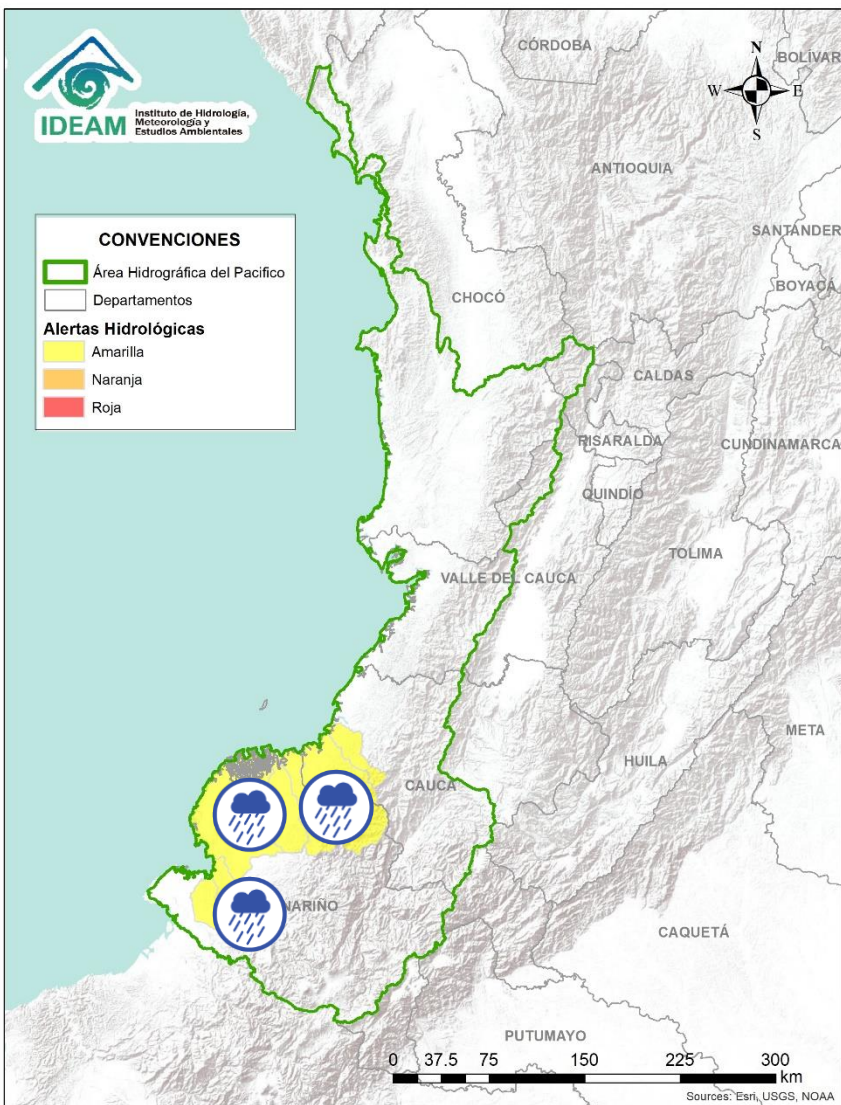 IDEAM
Instituto de Hidrología,
Meteorología y
Estudios Ambientales
CÓRDOBA
BOLÍVAR
N
W
E
S
ANTIOQUIA
SANTANDER
BOYACÁ
CONVENCIONES
Área Hidrográfica del Pacifico
Departamentos
Alertas Hidrológicas
Amarilla
Naranja
Roja
CHOCÓ
CALDAS
RISARALDA
CUNDINAMARCA
QUINDÍO
TOLIMA
VALLE DEL CAUCA
META
HUILA
CAUCA
NARIÑO
CAQUETÁ
PUTUMAYO
0 37.5 75 150 225 300
km
Sources: Esri, USGS, NOAA